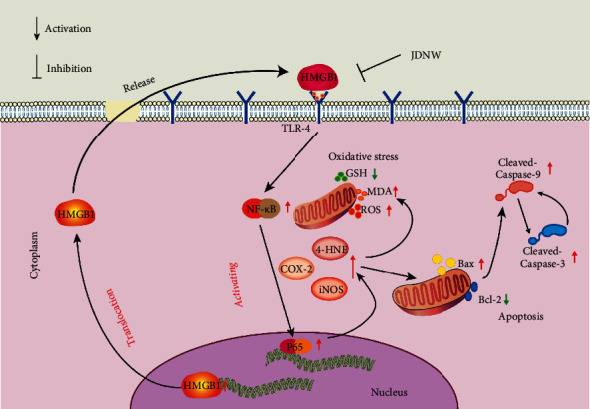 Activation
Inhibition
Release
HMGB1
JDNW
TLR-4
Oxidative stress
GSH
MDA
ROS
NF-κB
HMGB1
Cytoplasm
Translocation
Activating
4-HNE
COX-2
iNOS
Bax
Bcl-2
Apoptosis
Cleaved-
Caspase-9
Cleaved-
Caspase-3
P65
HMGB1
Nucleus